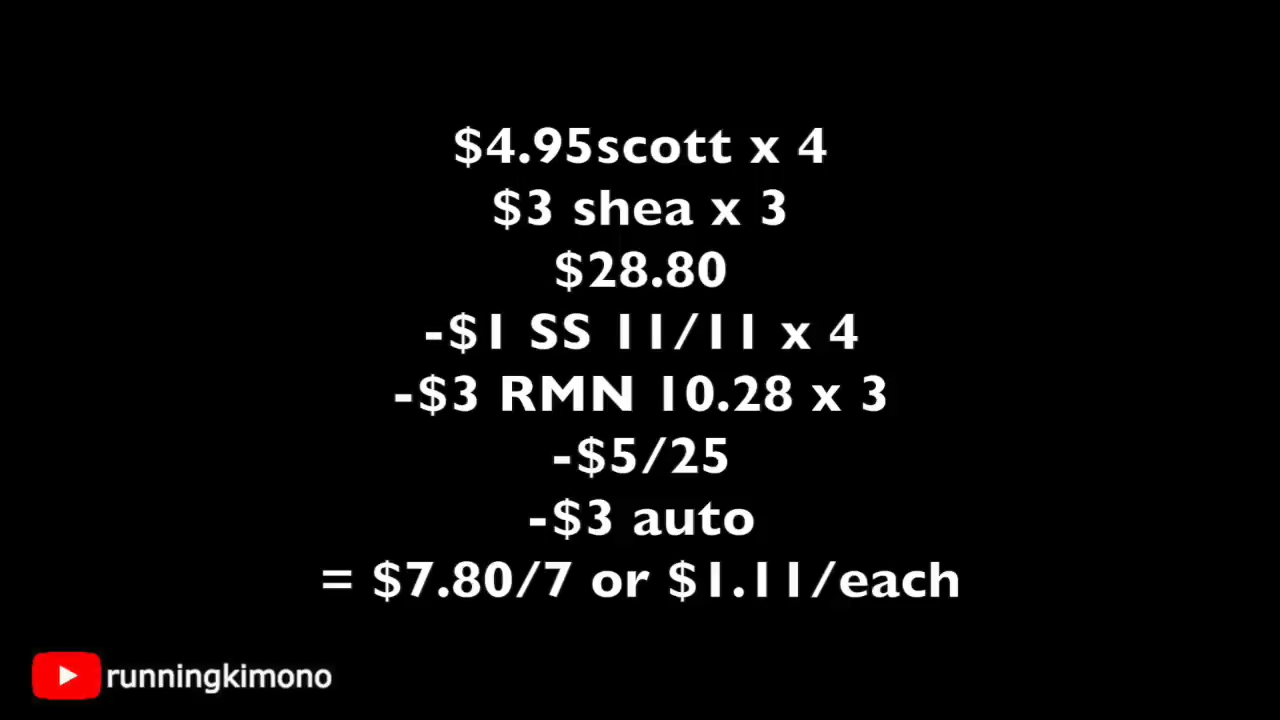 $4.95scott x 4
$3 shea x 3
$28.80
-$1 SS 11/11 x 4
-$3 RMN 10.28 x 3
-$5/25
-$3 auto
= $7.80/7 or $1.11/each
runningkimono